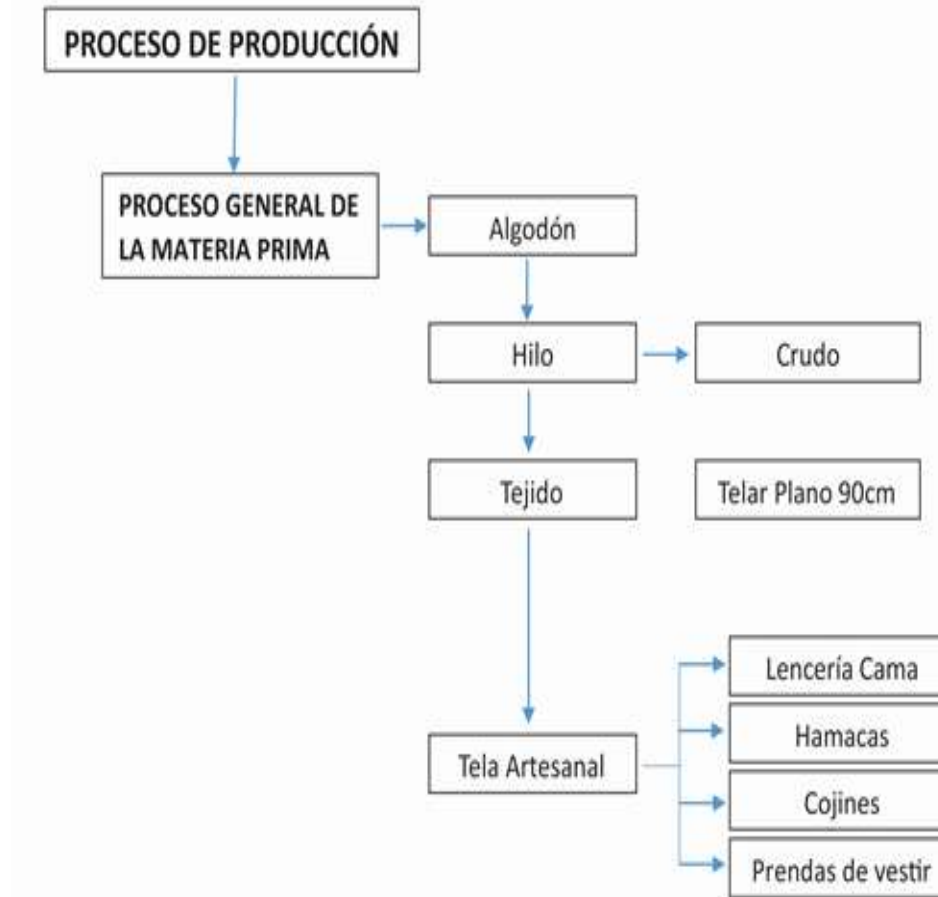 PROCESO DE PRODUCCIÓN
PROCESO GENERAL DE
LA MATERIA PRIMA
Algodón
Hilo
Crudo
Tejido
Telar Plano 90cm
Tela Artesanal
Lencería Cama
Hamacas
Cojines
Prendas de vestir